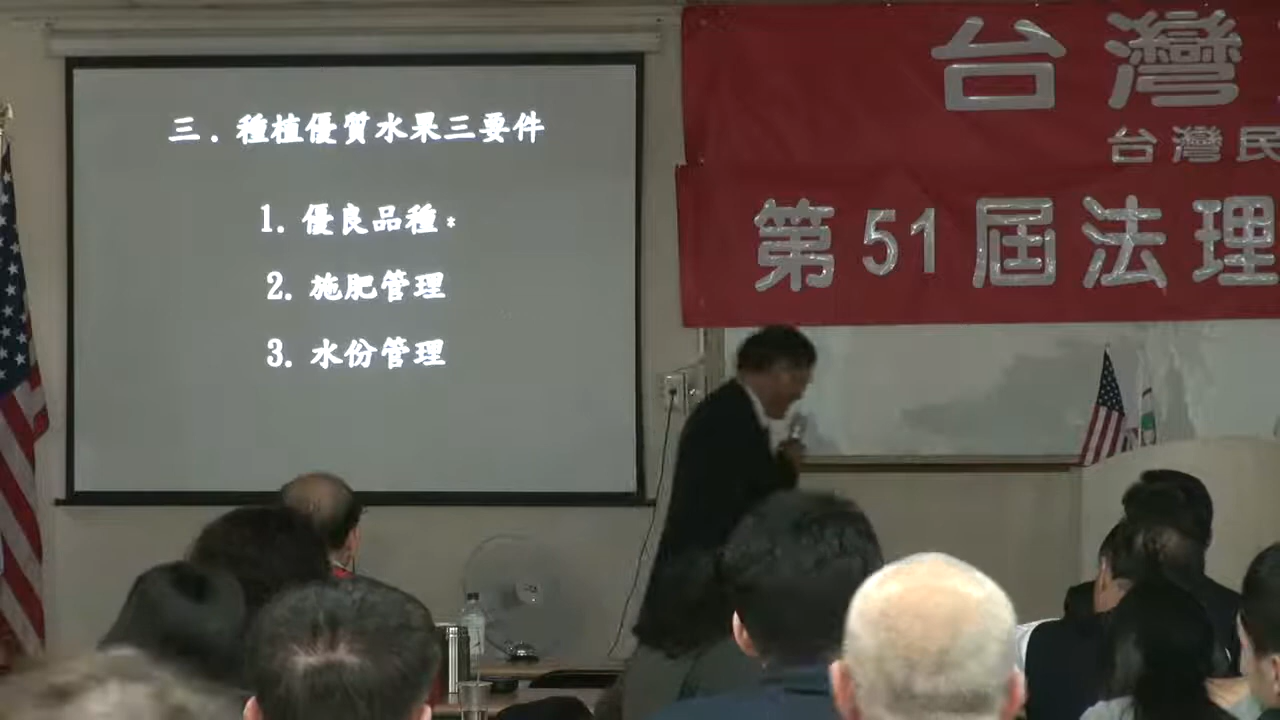 三. 種植優質水果三要件
1. 優良品種*
2. 施肥管理
3. 水份管理
台灣
台灣民
第51屆法理